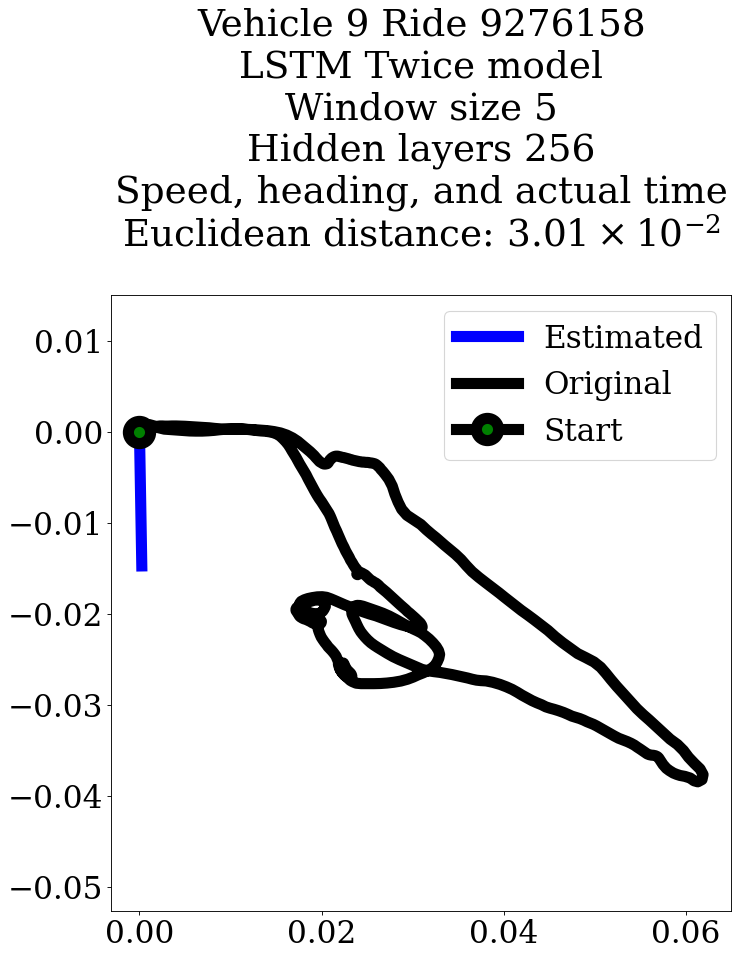 Vehicle 9 Ride 9276158
LSTM Twice model
Window size 5
Hidden layers 256
Speed, heading, and actual time
Euclidean distance: 3.01 × 10⁻²
Estimated
Original
Start
0.01
0.00
−0.01
−0.02
−0.03
−0.04
−0.05
0.00 0.02 0.04 0.06